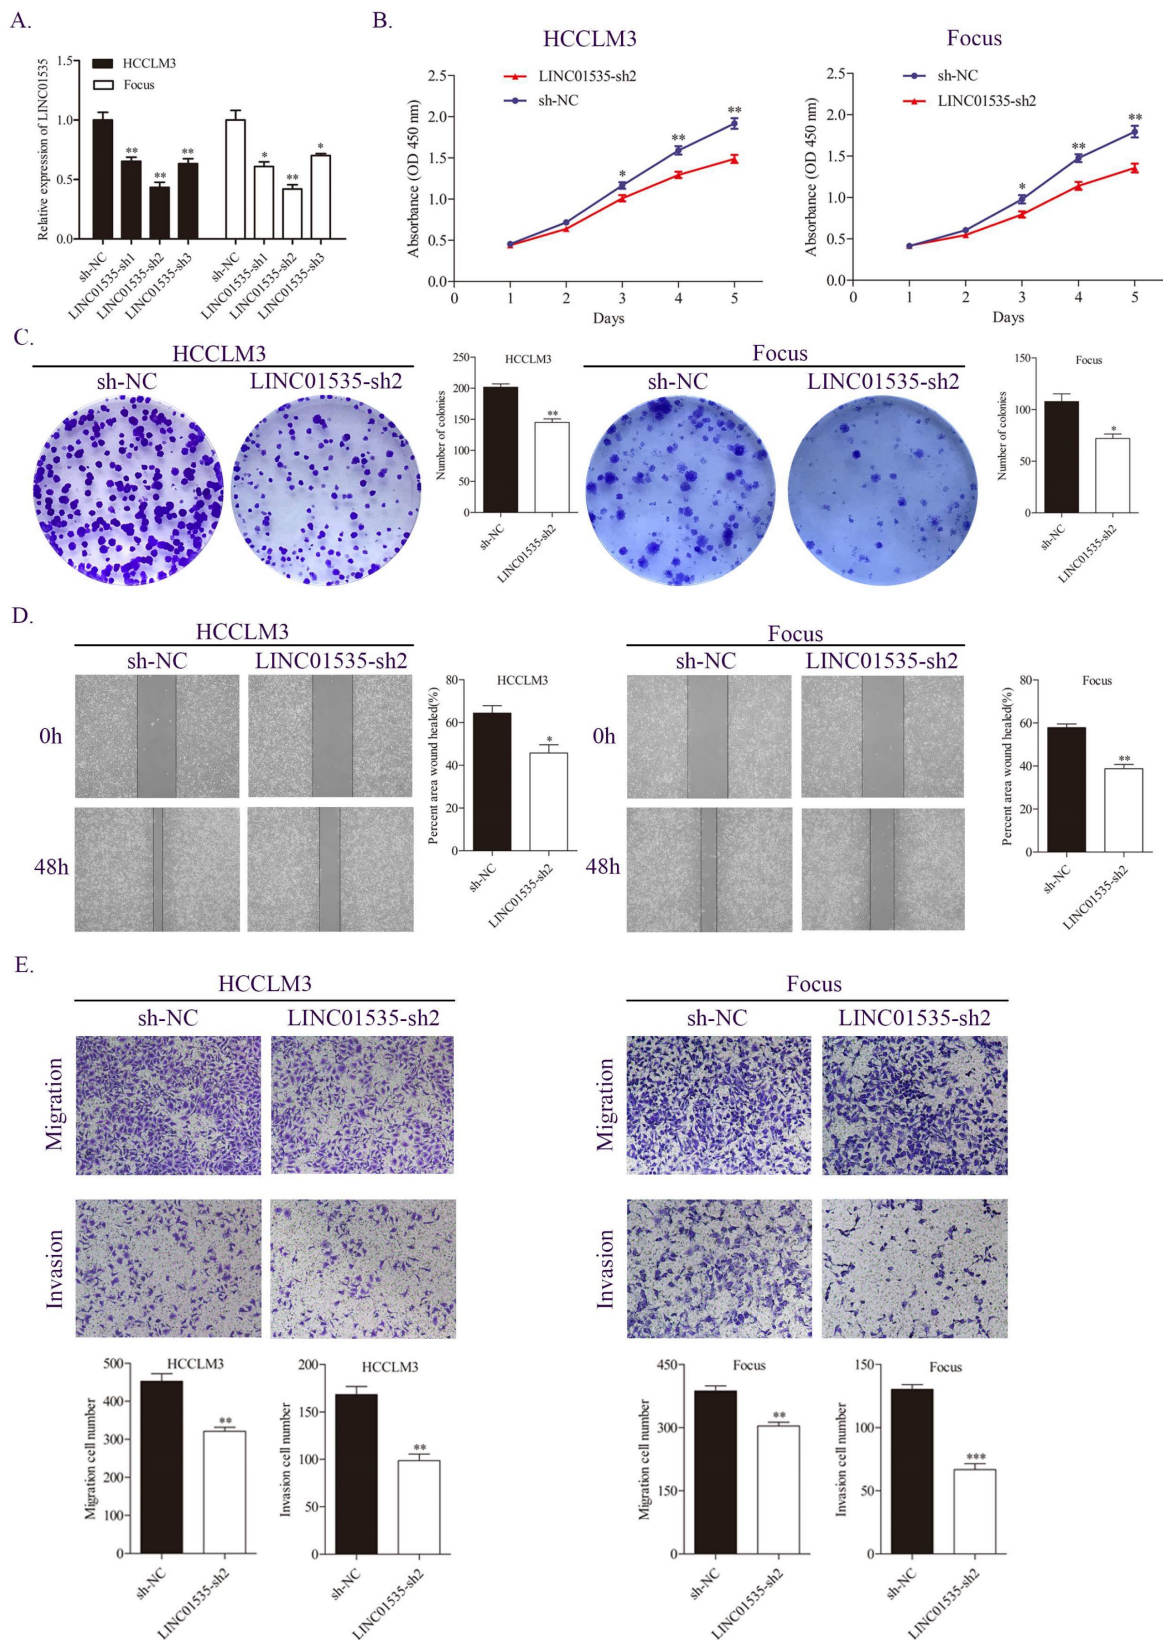 A.
Relative expression of LINC01535
1.5
1.0
0.5
0.0
HCCLM3
Focus
**
**
**
*
**
*
sh-NC
LINC01535-sh1
LINC01535-sh2
LINC01535-sh3
sh-NC
LINC01535-sh1
LINC01535-sh2
LINC01535-sh3
B.
HCCLM3
Absorbance (OD 450 nm)
2.5
2.0
1.5
1.0
0.5
0.0
LINC01535-sh2
sh-NC
*
**
**
0 1 2 3 4 5
Days
Focus
Absorbance (OD 450 nm)
2.5
2.0
1.5
1.0
0.5
0.0
sh-NC
LINC01535-sh2
*
**
**
0 1 2 3 4 5
Days
C.
HCCLM3
sh-NC LINC01535-sh2
HCCLM3
Number of colonies
250
200
150
100
50
0
**
sh-NC
LINC01535-sh2
Focus
sh-NC LINC01535-sh2
Focus
Number of colonies
150
100
50
0
*
sh-NC
LINC01535-sh2
D.
HCCLM3
sh-NC LINC01535-sh2
0h
48h
HCCLM3
Percent area wound healed(%)
80
60
40
20
0
*
sh-NC
LINC01535-sh2
Focus
sh-NC LINC01535-sh2
0h
48h
Focus
Percent area wound healed(%)
80
60
40
20
0
**
sh-NC
LINC01535-sh2
E.
HCCLM3
sh-NC LINC01535-sh2
Migration
Invasion
Focus
sh-NC LINC01535-sh2
Migration
Invasion
HCCLM3
Migration cell number
500
400
300
200
100
0
**
sh-NC
LINC01535-sh2
HCCLM3
Invasion cell number
200
150
100
50
0
**
sh-NC
LINC01535-sh2
Focus
Migration cell number
450
300
150
0
**
sh-NC
LINC01535-sh2
Focus
Invasion cell number
150
100
50
0
***
sh-NC
LINC01535-sh2